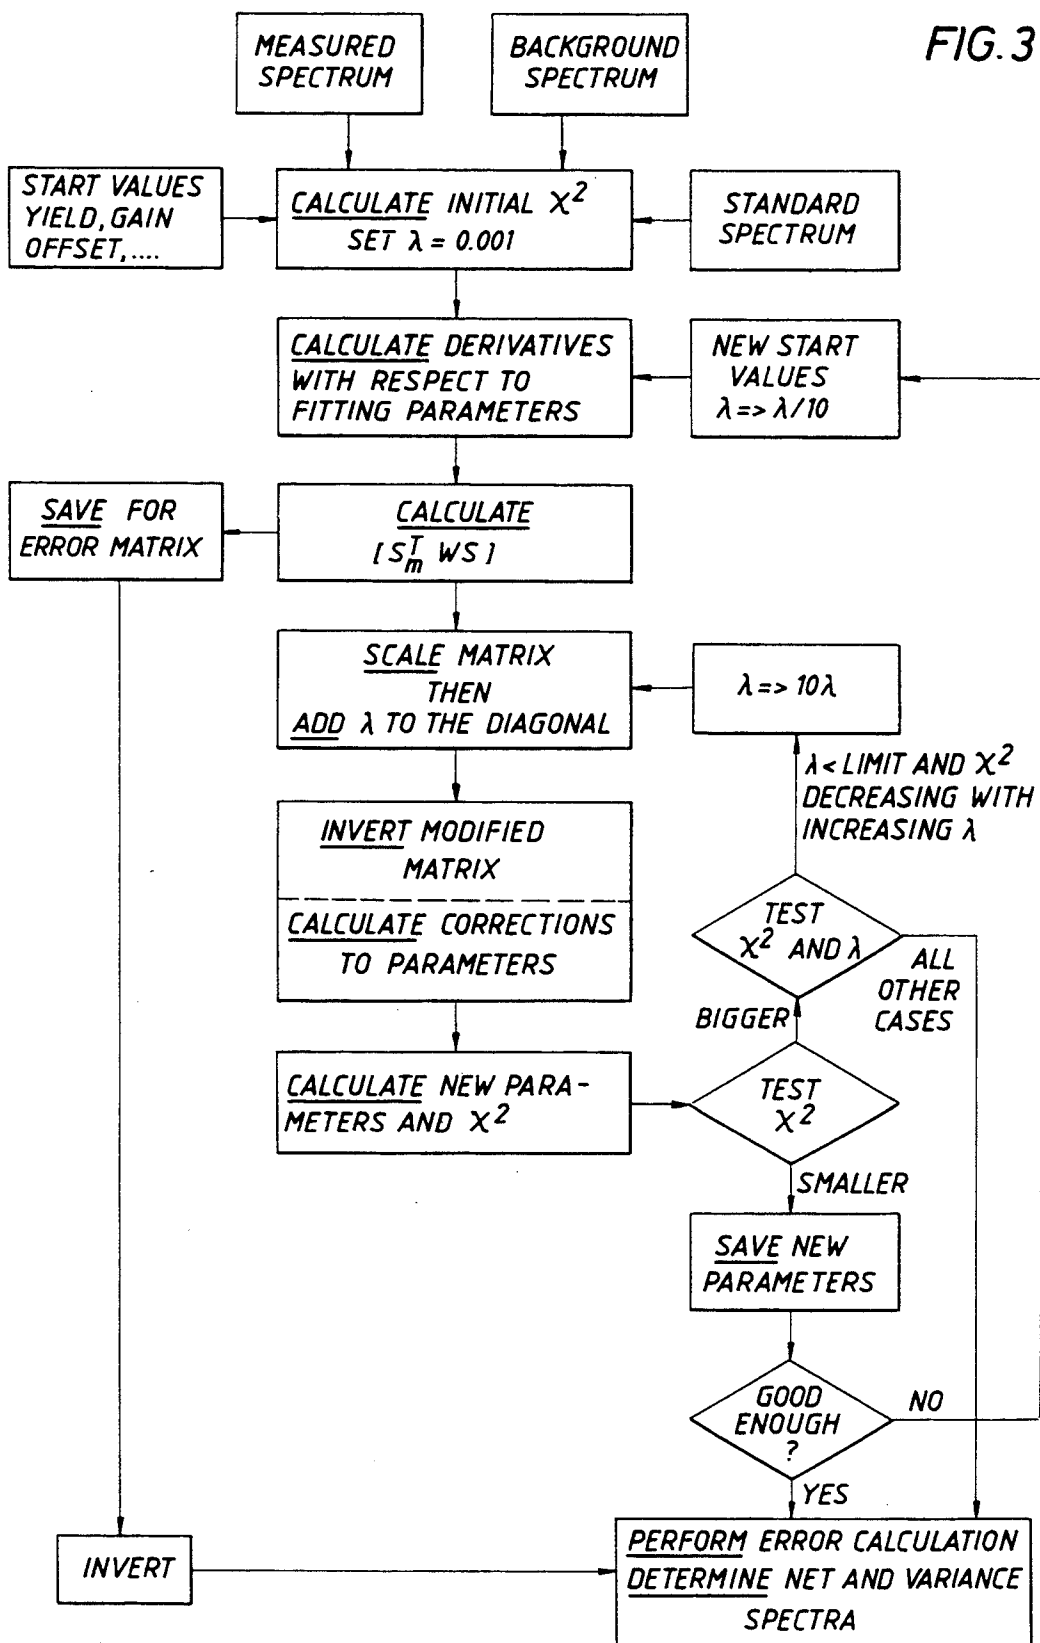 FIG. 3
MEASURED
SPECTRUM
BACKGROUND
SPECTRUM
START VALUES
YIELD, GAIN
OFFSET, ....
CALCULATE INITIAL χ²
SET λ = 0.001
STANDARD
SPECTRUM
CALCULATE DERIVATIVES
WITH RESPECT TO
FITTING PARAMETERS
NEW START
VALUES
λ => λ/10
SAVE FOR
ERROR MATRIX
CALCULATE
[S_m^T WS]
SCALE MATRIX
THEN
ADD λ TO THE DIAGONAL
λ => 10λ
λ < LIMIT AND χ²
DECREASING WITH
INCREASING λ
INVERT MODIFIED
MATRIX
CALCULATE CORRECTIONS
TO PARAMETERS
TEST
χ² AND λ
ALL
OTHER
CASES
BIGGER
CALCULATE NEW PARA-
METERS AND χ²
TEST
χ²
SMALLER
SAVE NEW
PARAMETERS
GOOD
ENOUGH
?
NO
YES
INVERT
PERFORM ERROR CALCULATION
DETERMINE NET AND VARIANCE
SPECTRA